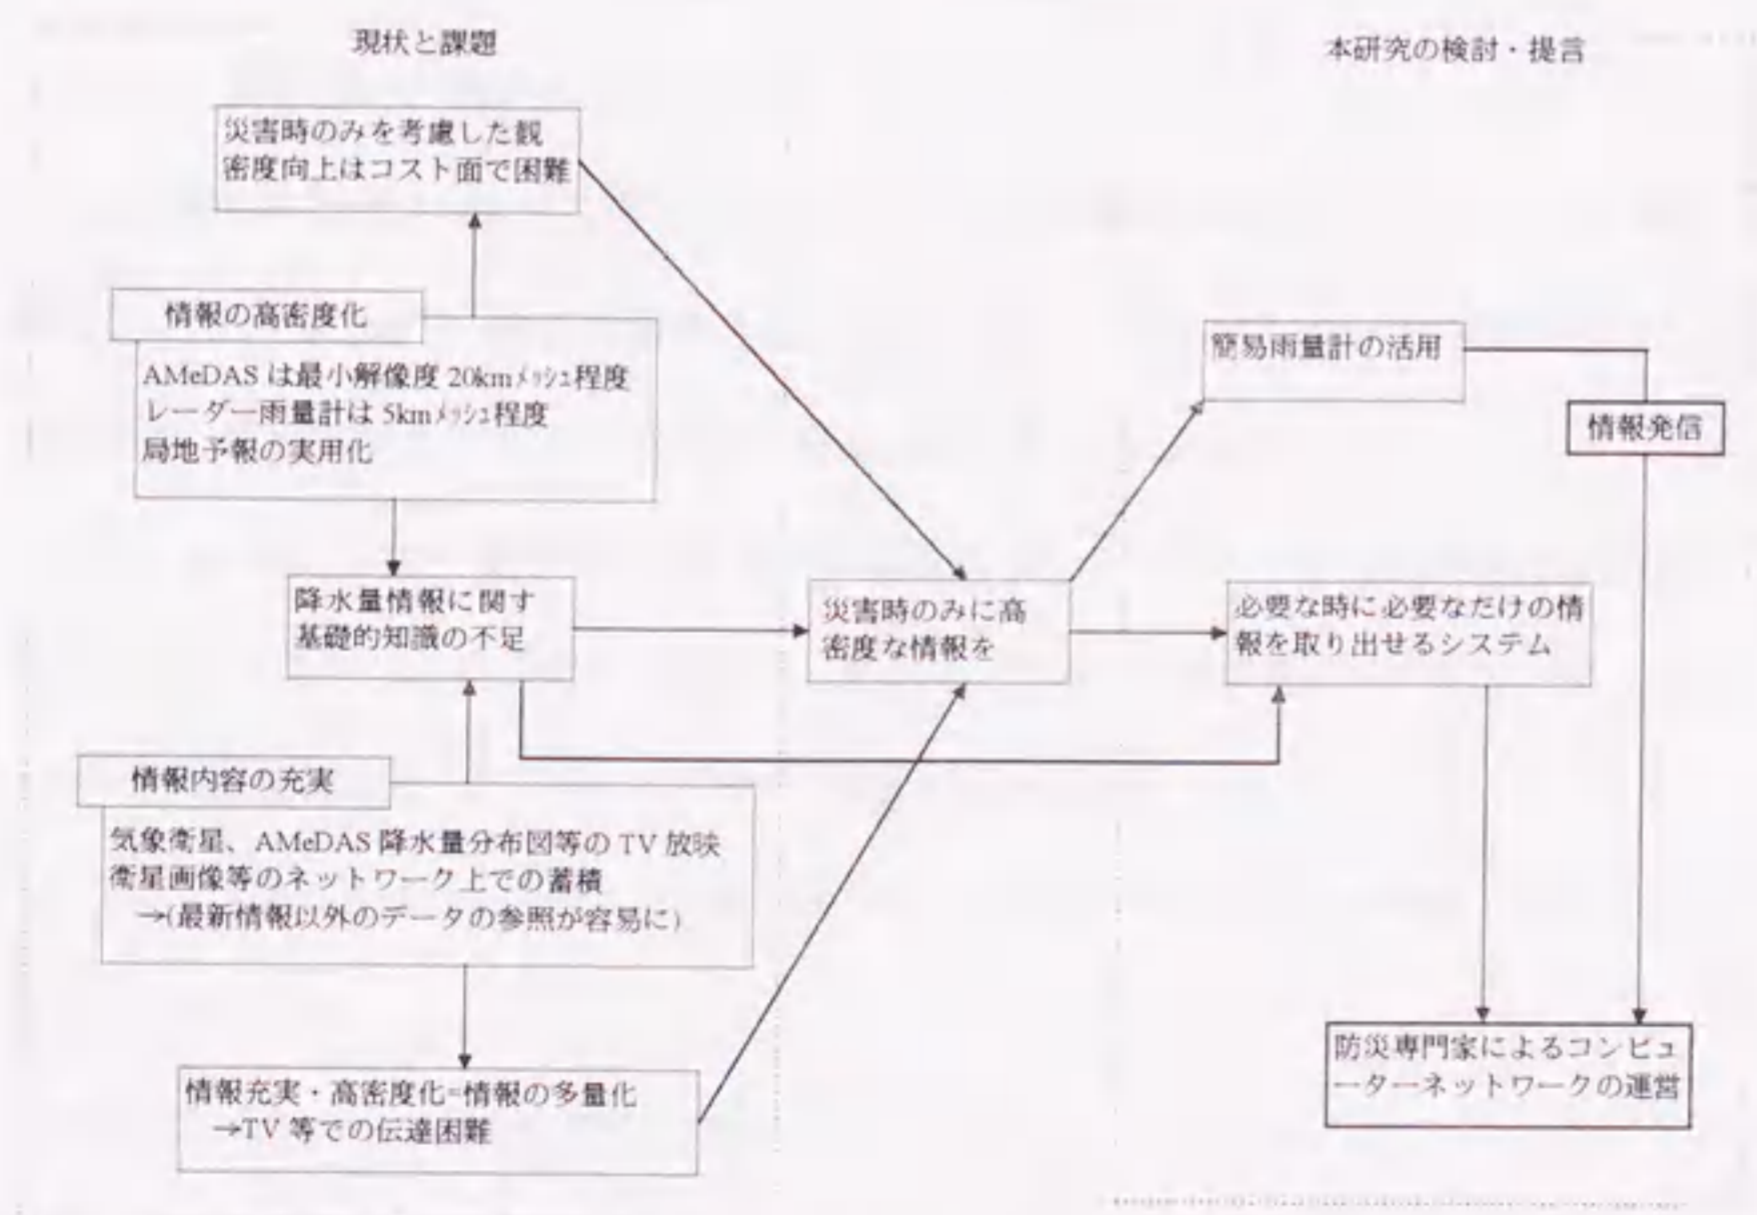 現状と課題
本研究の検討・提言
災害時のみを考慮した観
密度向上はコスト面で困難
情報の高密度化
AMeDAS は最小解像度 20kmメッシュ程度
レーダー雨量計は 5kmメッシュ程度
局地予報の実用化
簡易雨量計の活用
情報発信
降水量情報に関す
基礎的知識の不足
災害時のみに高
密度な情報を
必要な時に必要なだけの情
報を取り出せるシステム
情報内容の充実
気象衛星、AMeDAS 降水量分布図等の TV 放映
衛星画像等のネットワーク上での蓄積
→(最新情報以外のデータの参照が容易に)
情報充実・高密度化=情報の多量化
→TV 等での伝達困難
防災専門家によるコンピュ
ーターネットワークの運営